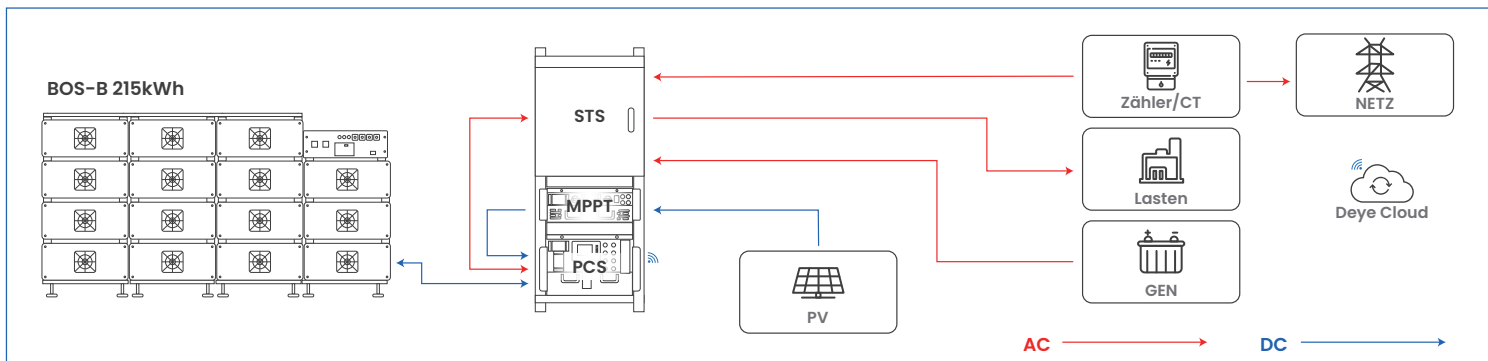 BOS-B 215kWh
STS
MPPT
PCS
PV
Zähler/CT
NETZ
Lasten
Deye Cloud
GEN
AC
DC